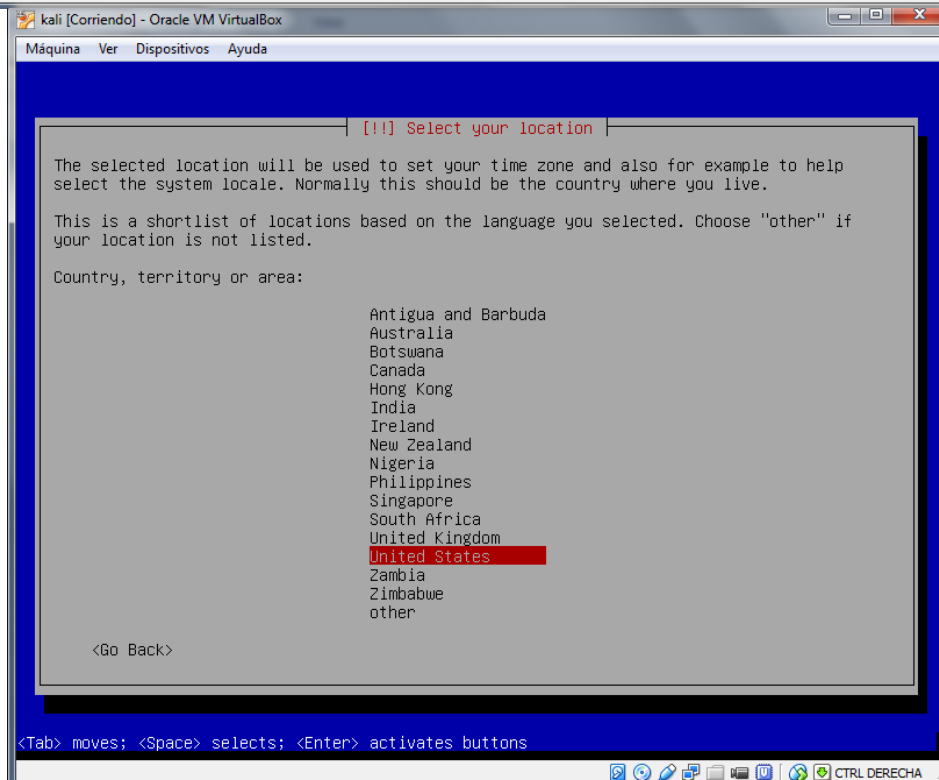 kali [Corriendo] - Oracle VM VirtualBox
Máquina Ver Dispositivos Ayuda
[!!] Select your location
The selected location will be used to set your time zone and also for example to help
select the system locale. Normally this should be the country where you live.
This is a shortlist of locations based on the language you selected. Choose "other" if
your location is not listed.
Country, territory or area:
Antigua and Barbuda
Australia
Botswana
Canada
Hong Kong
India
Ireland
New Zealand
Nigeria
Philippines
Singapore
South Africa
United Kingdom
United States
Zambia
Zimbabwe
other
<Go Back>
<Tab> moves; <Space> selects; <Enter> activates buttons
CTRL DERECHA